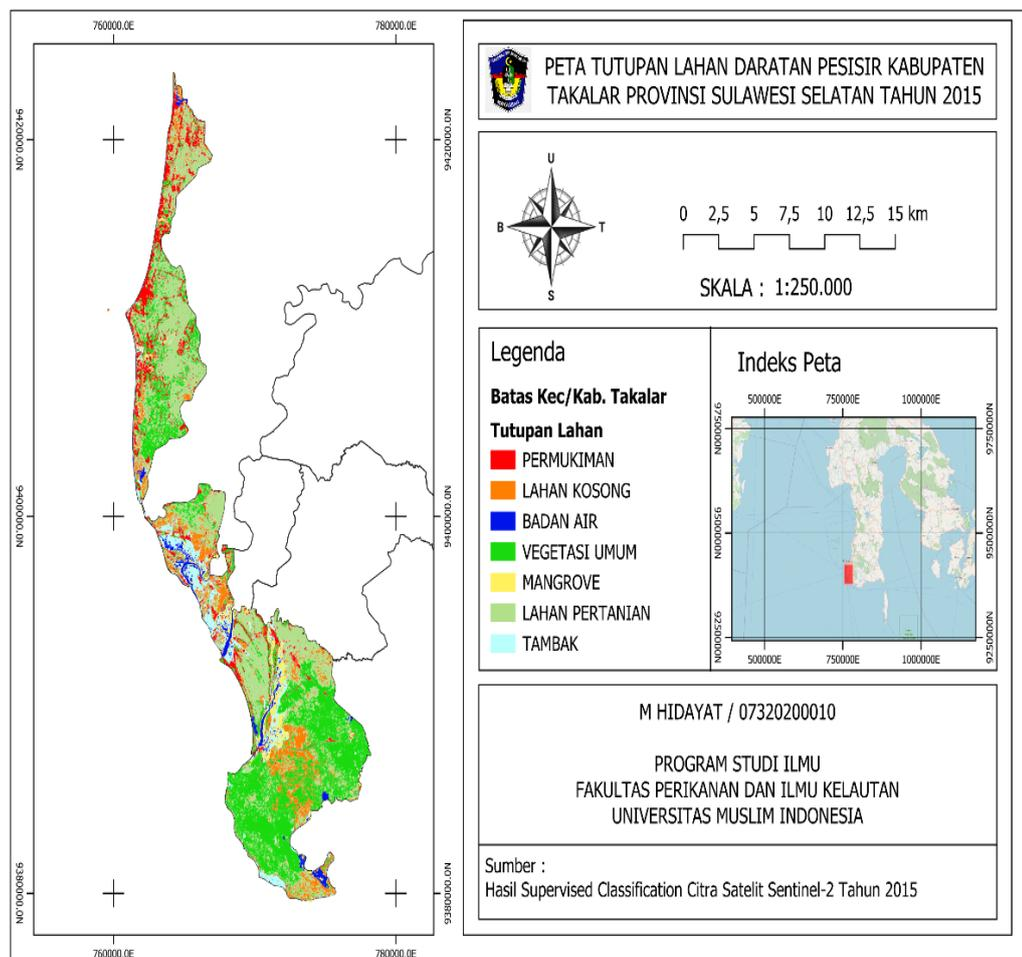 760000.0E
780000.0E
9420000.0N
9420000.0N
9400000.0N
9400000.0N
9380000.0N
9380000.0N
760000.0E
780000.0E
PETA TUTUPAN LAHAN DARATAN PESISIR KABUPATEN
TAKALAR PROVINSI SULAWESI SELATAN TAHUN 2015
U
B
T
S
0 2,5 5 7,5 10 12,5 15 km
SKALA : 1:250.000
Legenda
Batas Kec/Kab. Takalar
Tutupan Lahan
PERMUKIMAN
LAHAN KOSONG
BADAN AIR
VEGETASI UMUM
MANGROVE
LAHAN PERTANIAN
TAMBAK
Indeks Peta
500000E 750000E 1000000E
9750000N
9750000N
9500000N
9500000N
9250000N
9250000N
500000E 750000E 1000000E
M HIDAYAT / 07320200010
PROGRAM STUDI ILMU
FAKULTAS PERIKANAN DAN ILMU KELAUTAN
UNIVERSITAS MUSLIM INDONESIA
Sumber :
Hasil Supervised Classification Citra Satelit Sentinel-2 Tahun 2015